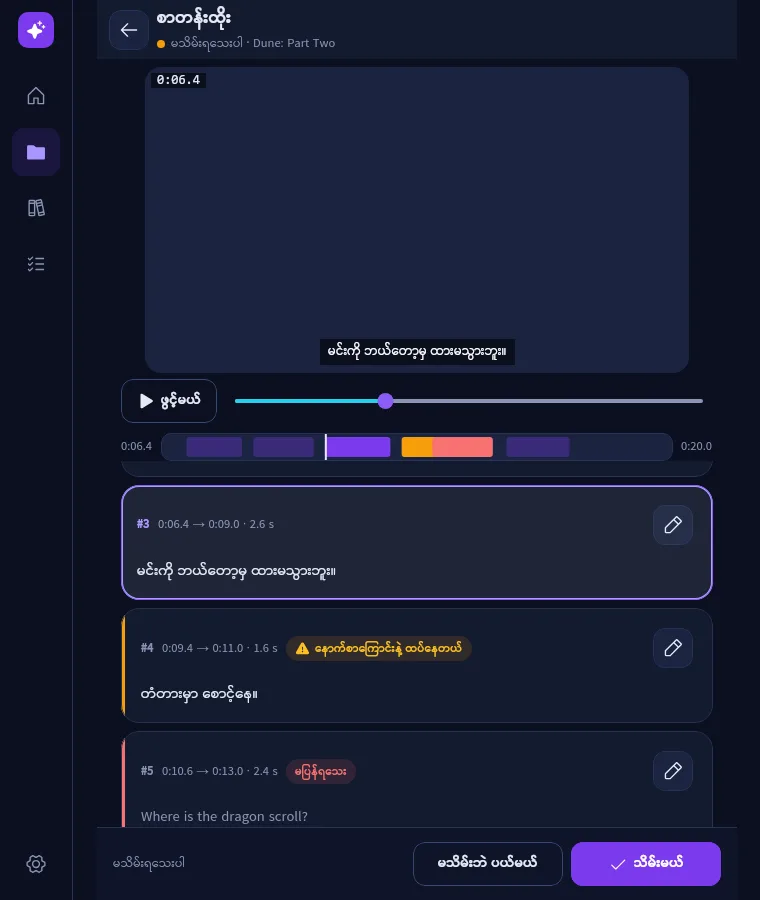 စာတန်းထိုး
မသိမ်းရသေးပါ · Dune: Part Two
0:06.4
မင်းကို ဘယ်တော့မှ ထားမသွားဘူး။
ဖွင့်မယ်
0:06.4 0:20.0
#3 0:06.4 → 0:09.0 · 2.6 s
မင်းကို ဘယ်တော့မှ ထားမသွားဘူး။
#4 0:09.4 → 0:11.0 · 1.6 s နောက်စာကြောင်းနဲ့ ထပ်နေတယ်
တံတားမှာ စောင့်နေ။
#5 0:10.6 → 0:13.0 · 2.4 s မပြန်ရသေး
Where is the dragon scroll?
မသိမ်းရသေးပါ မသိမ်းဘဲ ပယ်မယ် သိမ်းမယ်